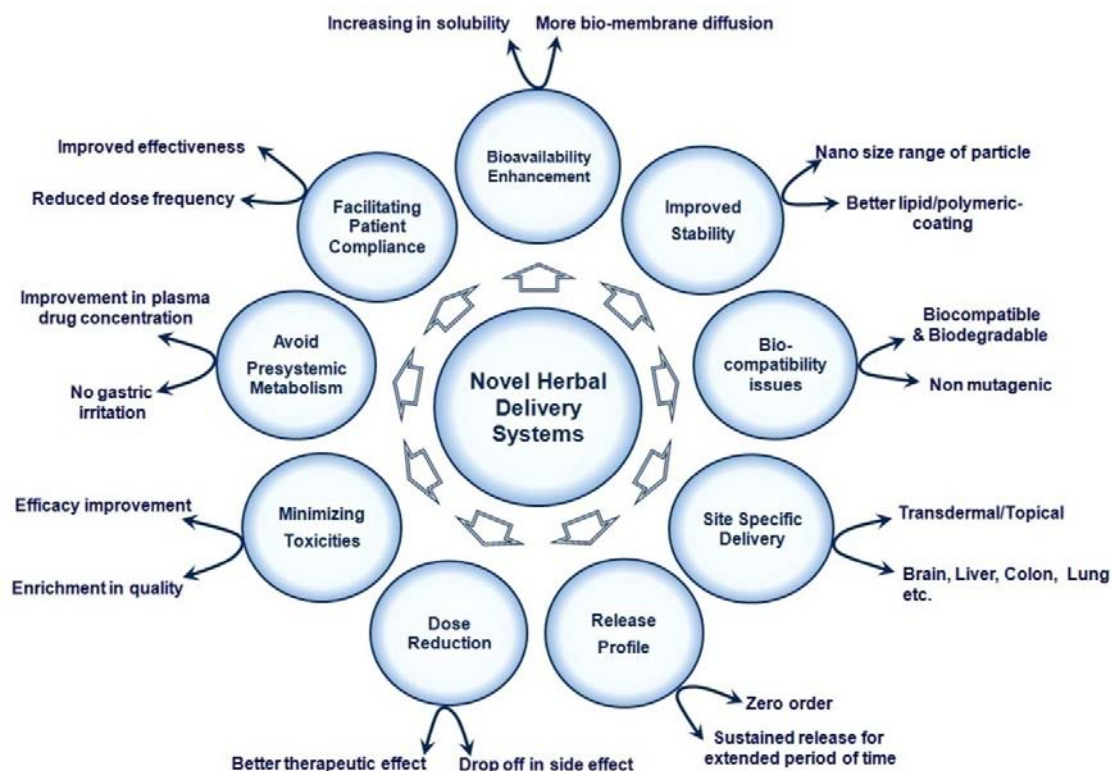 Increasing in solubility
More bio-membrane diffusion
Bioavailability
Enhancement
Improved effectiveness
Reduced dose frequency
Facilitating
Patient
Compliance
Improved
Stability
Nano size range of particle
Better lipid/polymeric-
coating
Improvement in plasma
drug concentration
No gastric
irritation
Avoid
Presystemic
Metabolism
Novel Herbal
Delivery
Systems
Bio-
compatibility
issues
Biocompatible
& Biodegradable
Non mutagenic
Efficacy improvement
Enrichment in quality
Minimizing
Toxicities
Site Specific
Delivery
Transdermal/Topical
Brain, Liver, Colon, Lung
etc.
Dose
Reduction
Release
Profile
Better therapeutic effect
Drop off in side effect
Zero order
Sustained release for
extended period of time